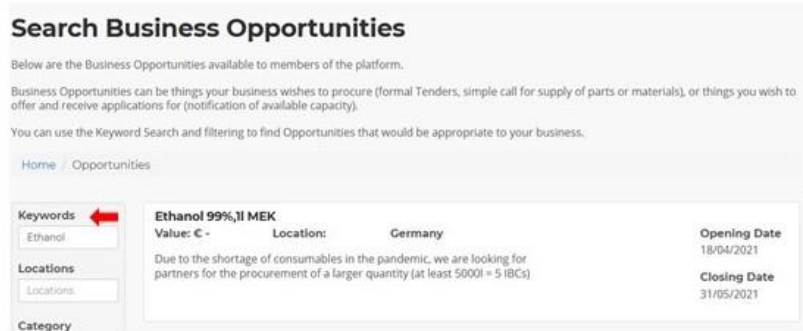 Search Business Opportunities
Below are the Business Opportunities available to members of the platform.
Business Opportunities can be things your business wishes to procure (formal Tenders, simple call for supply of parts or materials), or things you wish to
offer and receive applications for (notification of available capacity).
You can use the Keyword Search and filtering to find Opportunities that would be appropriate to your business.
Home / Opportunities
Keywords
Ethanol
Locations
Locations
Category
Ethanol 99%,1l MEK
Value: € - Location: Germany
Due to the shortage of consumables in the pandemic, we are looking for
partners for the procurement of a larger quantity (at least 5000l = 5 IBCs)
Opening Date
18/04/2021
Closing Date
31/05/2021